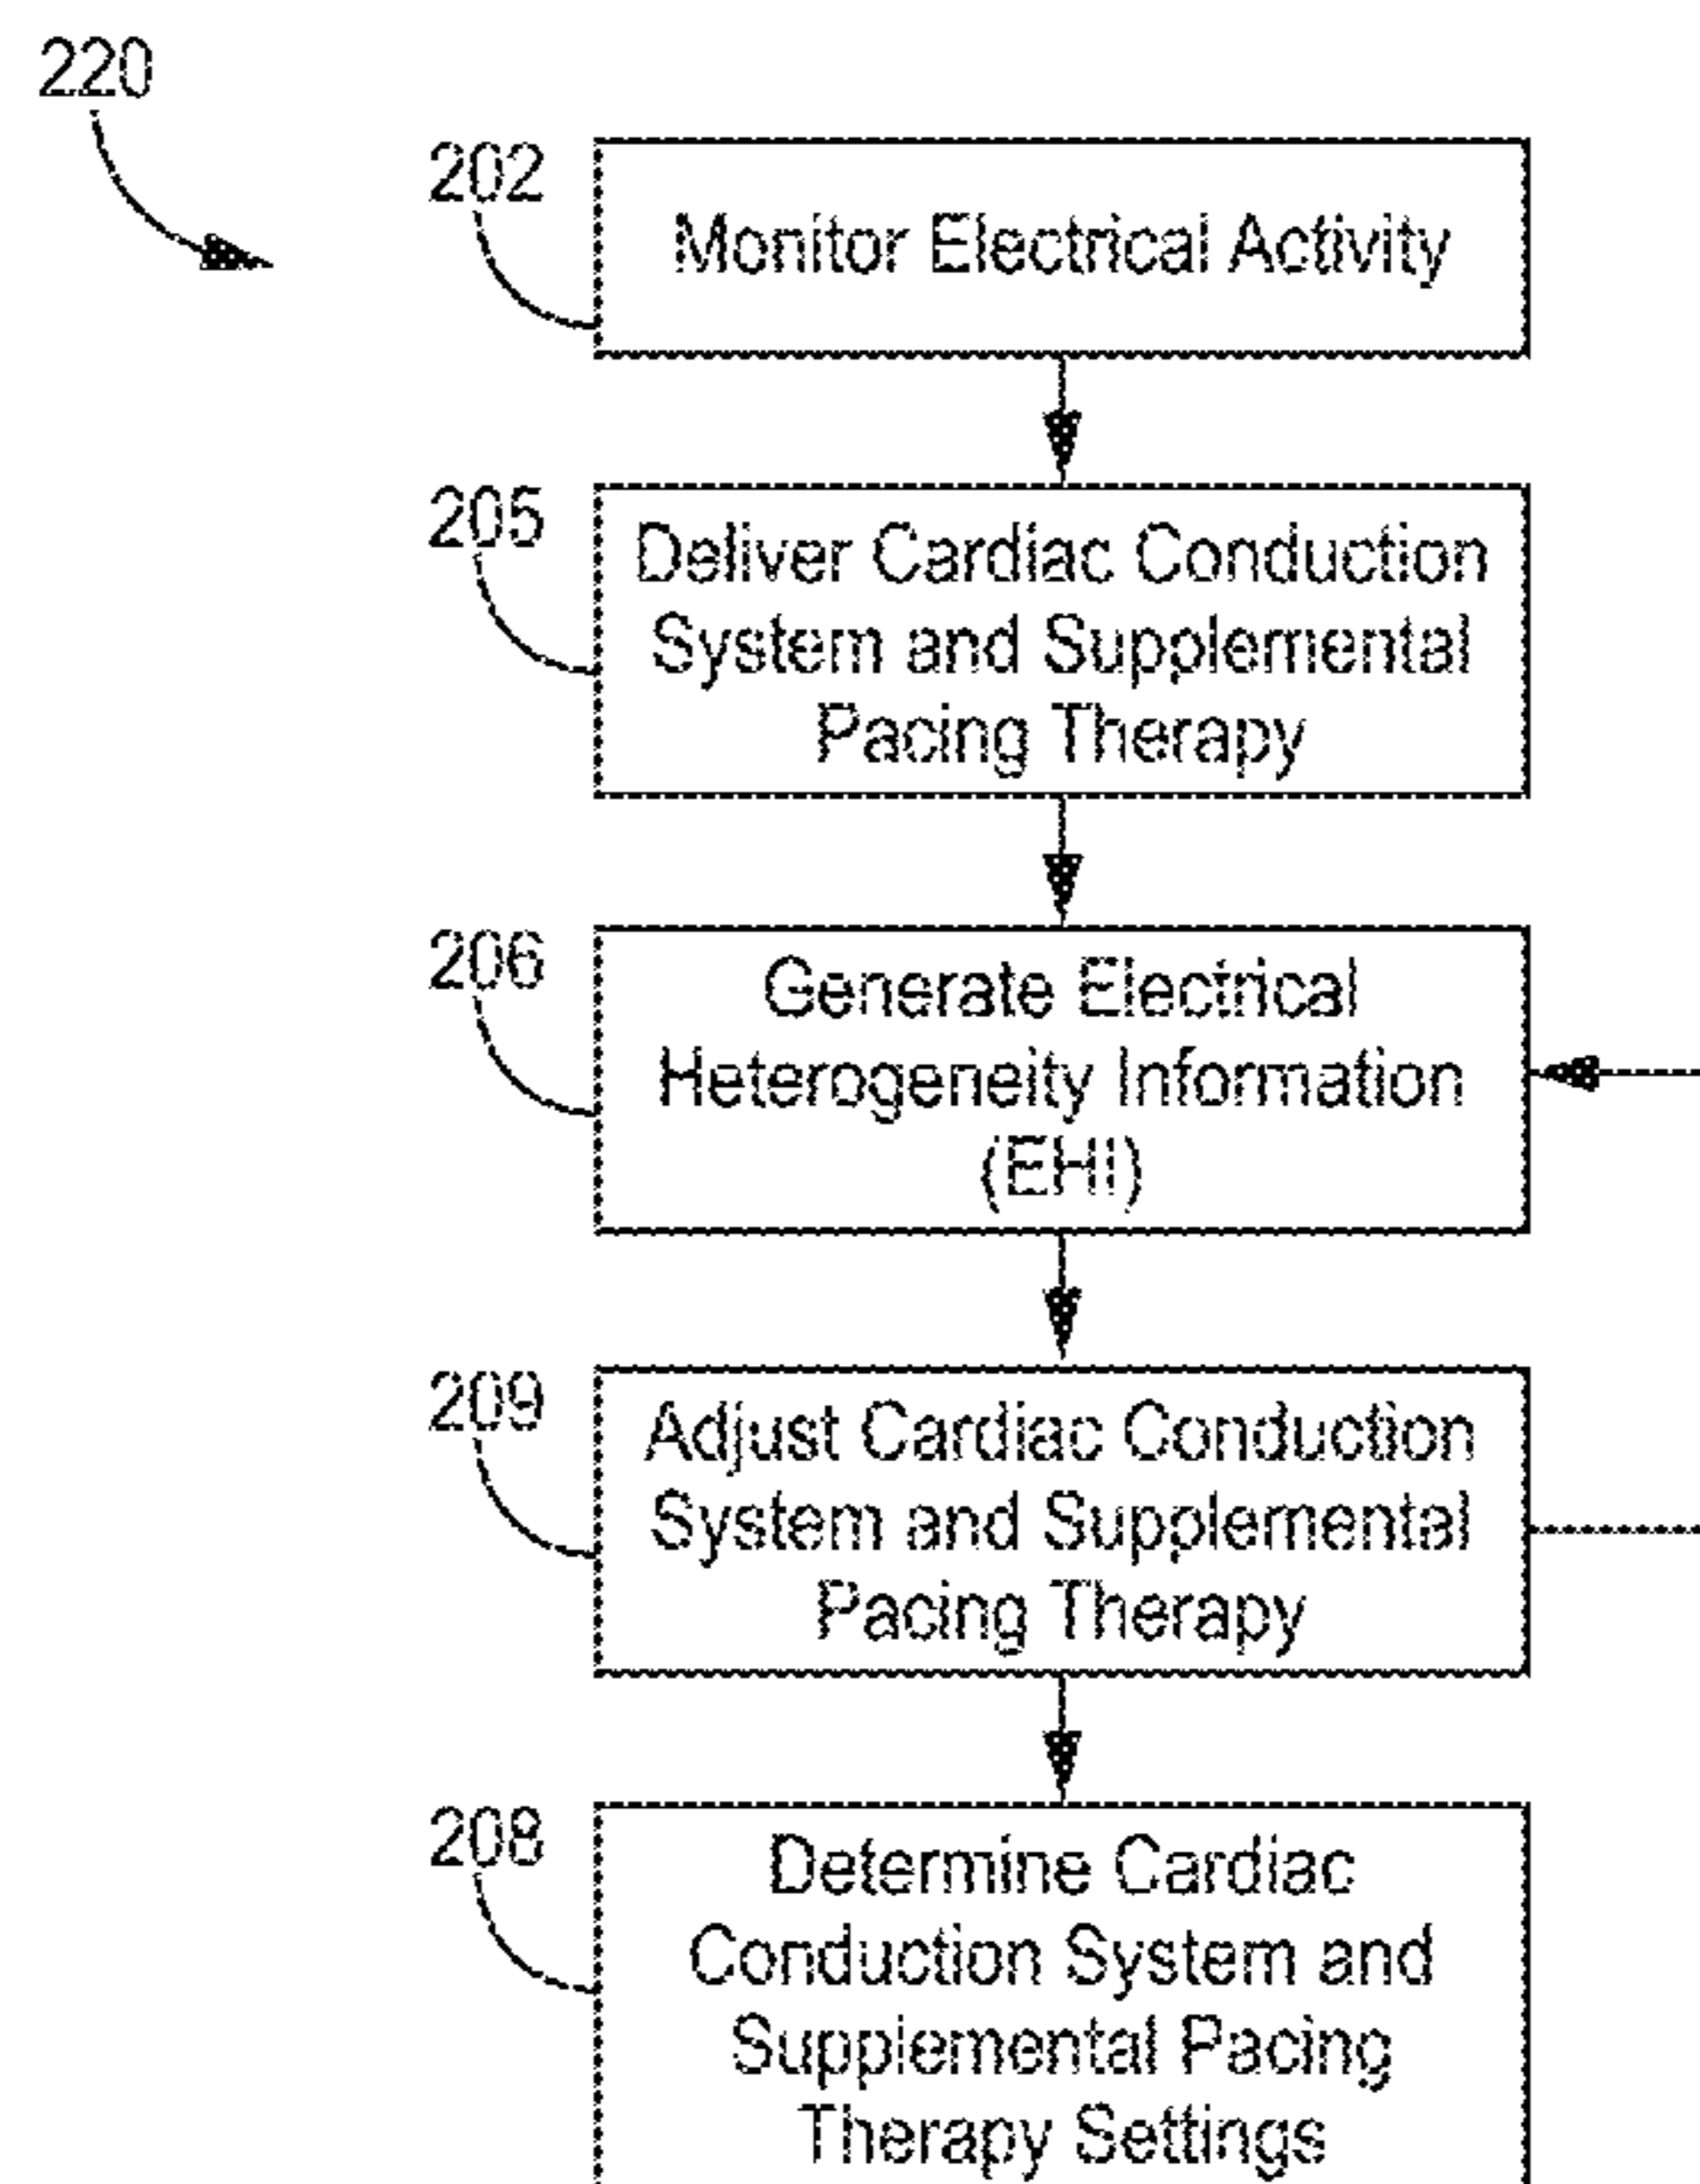 220
202
Monitor Electrical Activity
205
Deliver Cardiac Conduction
System and Supplemental
Pacing Therapy
206
Generate Electrical
Heterogeneity Information
(EHI)
209
Adjust Cardiac Conduction
System and Supplemental
Pacing Therapy
208
Determine Cardiac
Conduction System and
Supplemental Pacing
Therapy Settings